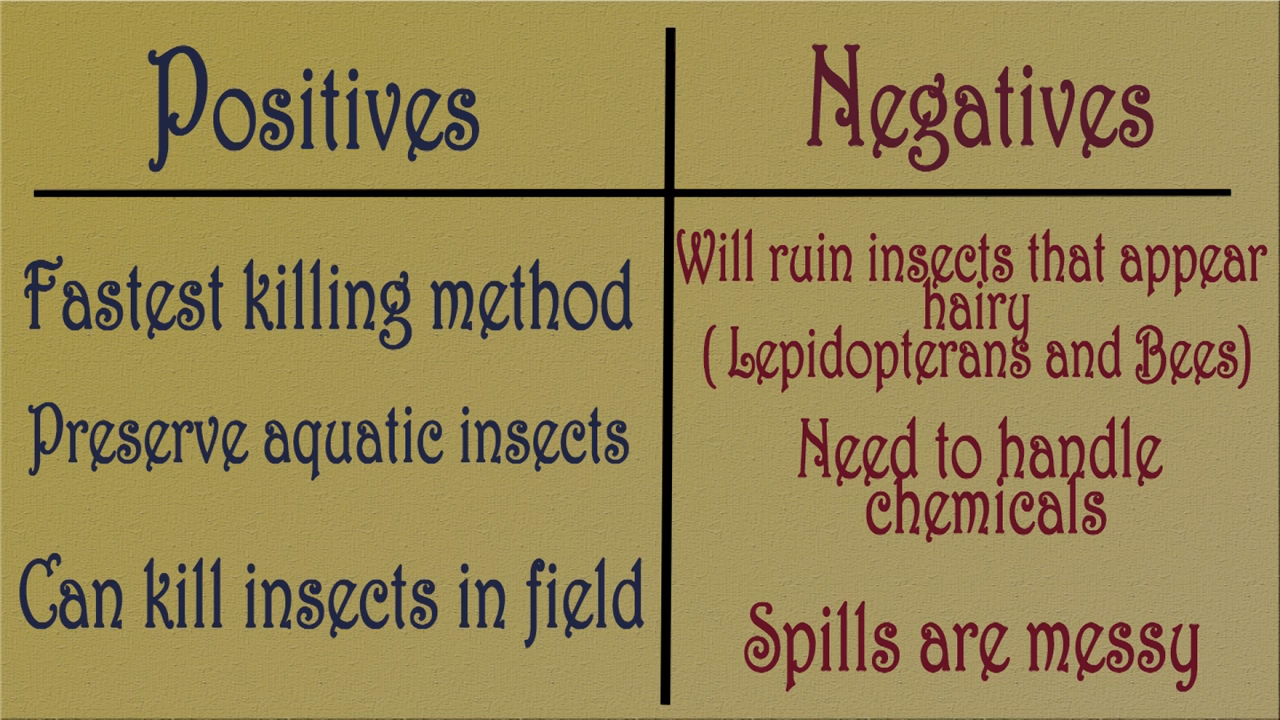 Positives
Negatives
Fastest killing method
Preserve aquatic insects
Can kill insects in field
Will ruin insects that appear
hairy
( Lepidopterans and Bees)
Need to handle
chemicals
Spills are messy